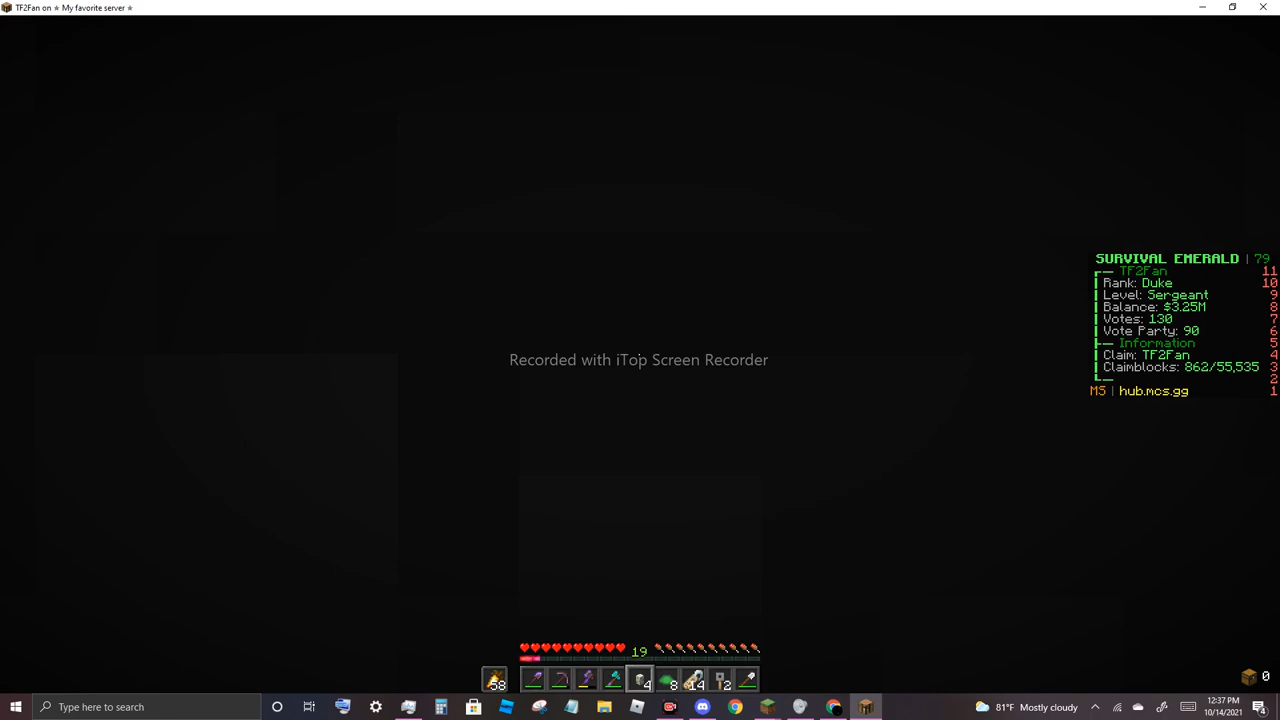 TF2Fan on ★ My favorite server ★
SURVIVAL EMERALD | 79
TF2Fan 11
Rank: Duke 10
Level: Sergeant 9
Balance: $3.25M 8
Votes: 130 7
Vote Party: 90 6
Information 5
Claim: TF2Fan 4
Claimblocks: 862/55,535 3
2
MS | hub.mcs.gg 1
Recorded with iTop Screen Recorder
19
58 4 8 14 2
0
Type here to search
81°F Mostly cloudy
12:37 PM
10/14/2021